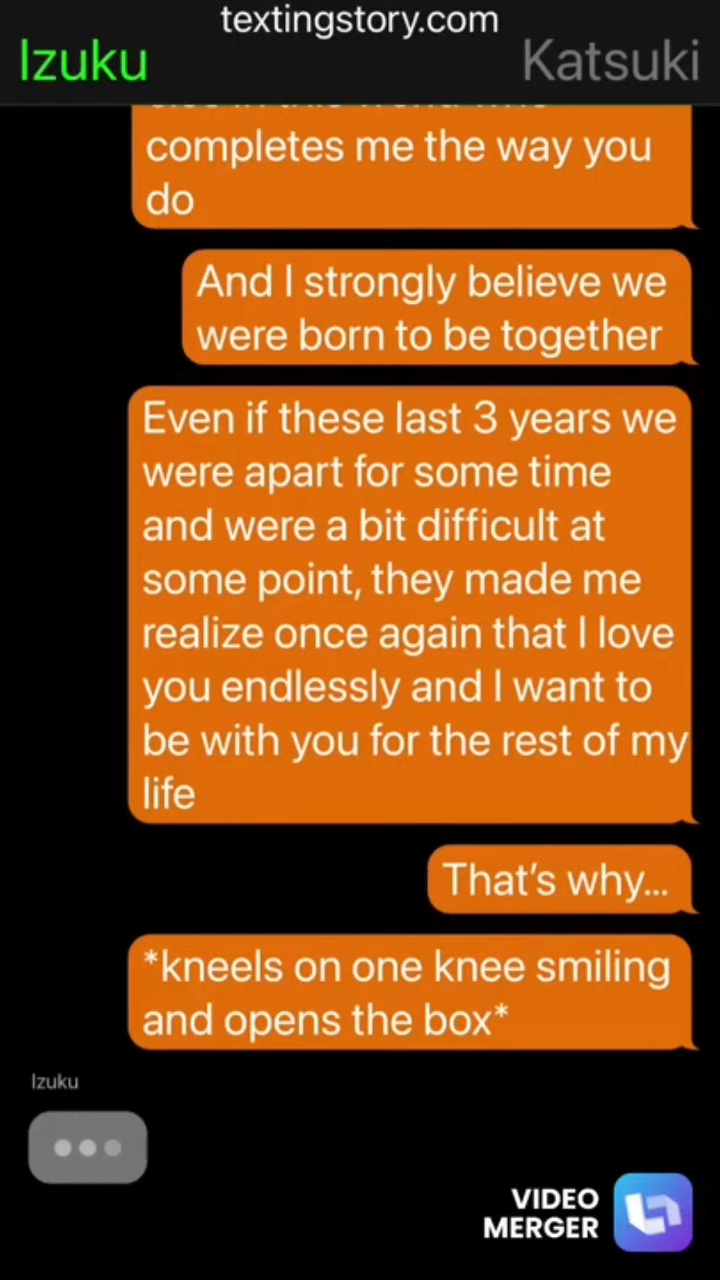 textingstory.com
Izuku
Katsuki
completes me the way you
do
And I strongly believe we
were born to be together
Even if these last 3 years we
were apart for some time
and were a bit difficult at
some point, they made me
realize once again that I love
you endlessly and I want to
be with you for the rest of my
life
That’s why...
*kneels on one knee smiling
and opens the box*
Izuku
VIDEO
MERGER